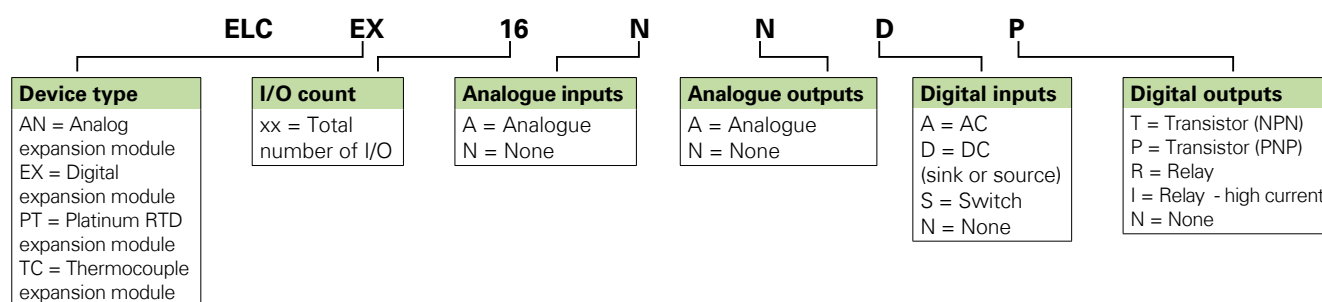 ELC EX 16 N N D P
Device type
AN = Analog
expansion module
EX = Digital
expansion module
PT = Platinum RTD
expansion module
TC = Thermocouple
expansion module
I/O count
xx = Total
number of I/O
Analogue inputs
A = Analogue
N = None
Analogue outputs
A = Analogue
N = None
Digital inputs
A = AC
D = DC
(sink or source)
S = Switch
N = None
Digital outputs
T = Transistor (NPN)
P = Transistor (PNP)
R = Relay
I = Relay - high current
N = None